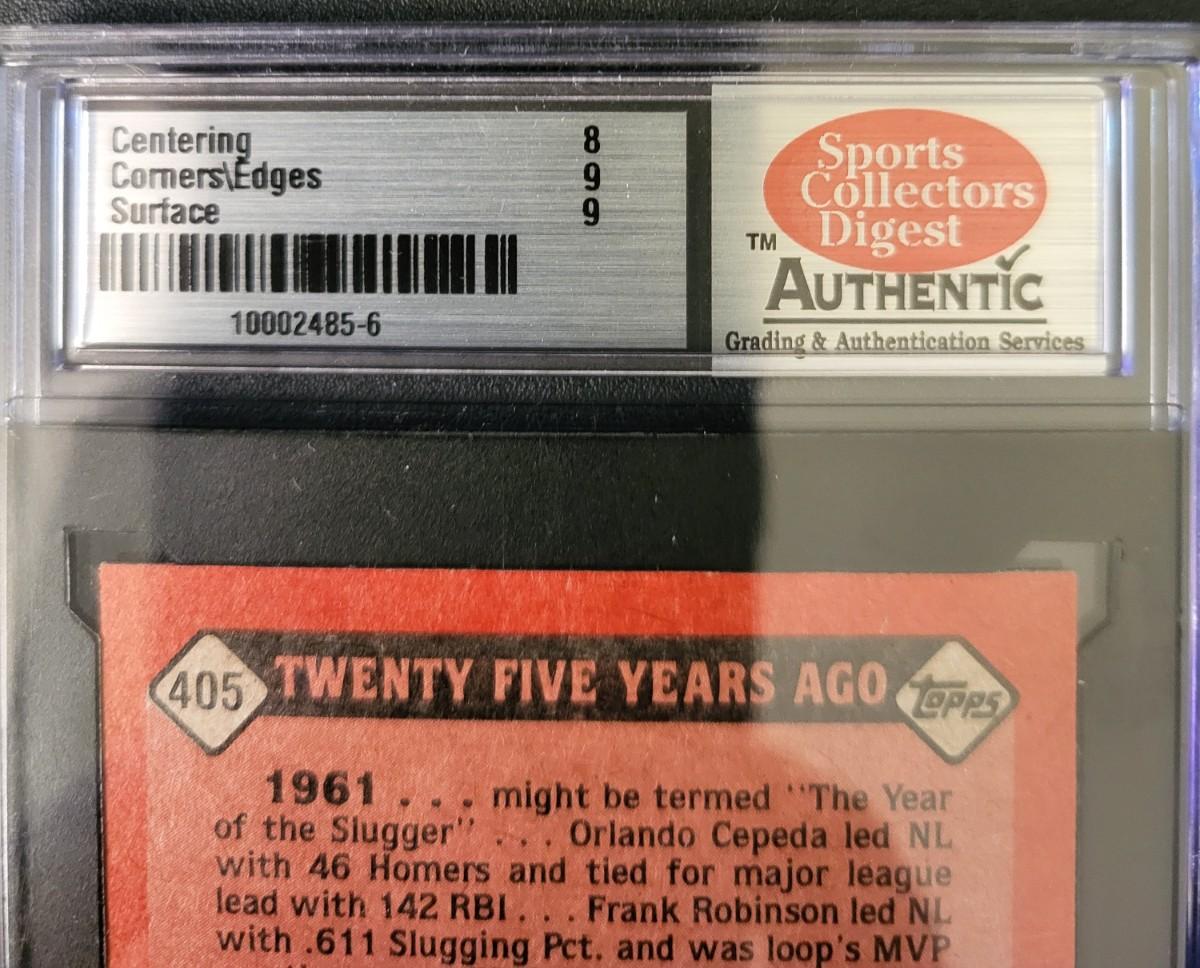 Centering 8
Corners\Edges 9
Surface 9
10002485-6
Sports
Collectors
Digest
TM
AUTHENTIC
Grading & Authentication Services
405 TWENTY FIVE YEARS AGO TOPPS
1961 . . . might be termed "The Year
of the Slugger" . . . Orlando Cepeda led NL
with 46 Homers and tied for major league
lead with 142 RBI . . . Frank Robinson led NL
with .611 Slugging Pct. and was loop's MVP